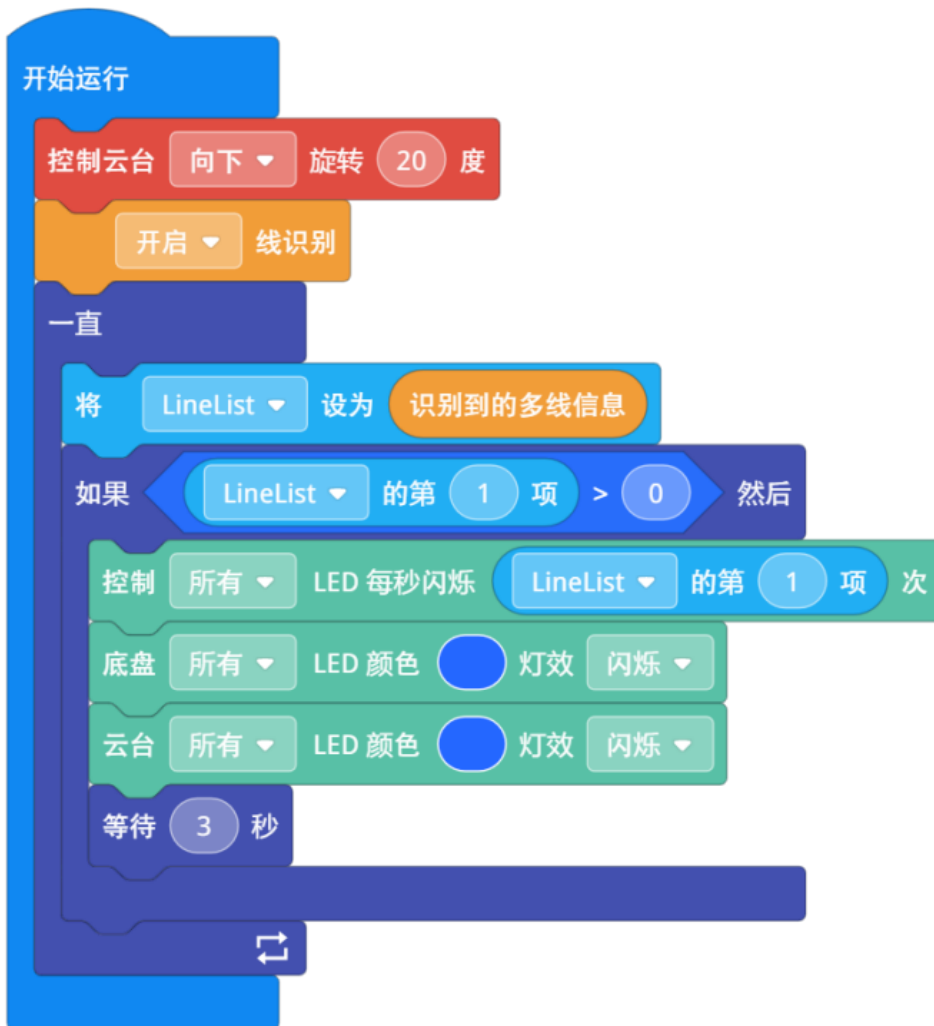 开始运行
控制云台 向下 旋转 20 度
开启 线识别
一直
将 LineList 设为 识别到的多线信息
如果 LineList 的第 1 项 > 0 然后
控制 所有 LED 每秒闪烁 LineList 的第 1 项 次
底盘 所有 LED 颜色 灯效 闪烁
云台 所有 LED 颜色 灯效 闪烁
等待 3 秒